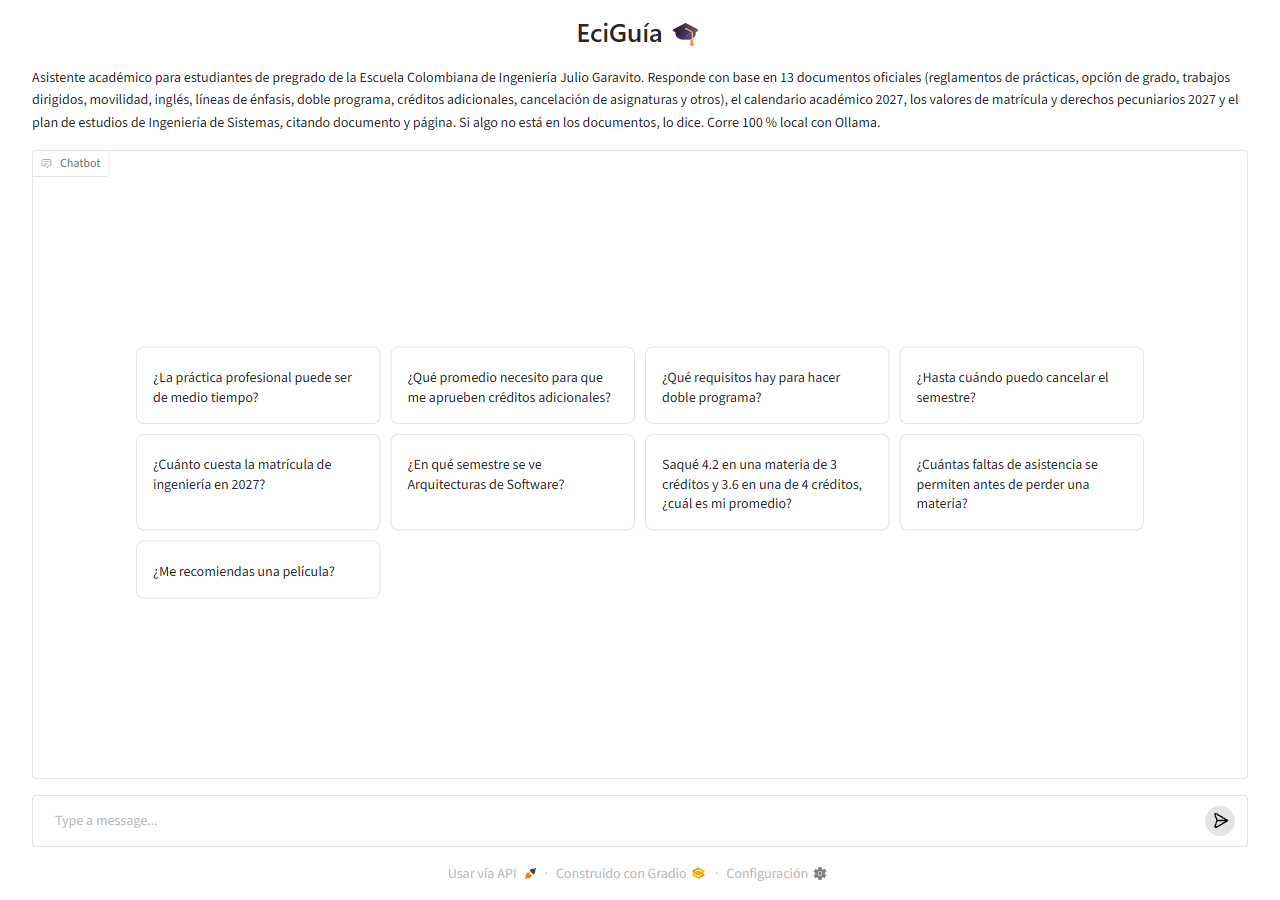 EciGuía 🎓
Asistente académico para estudiantes de pregrado de la Escuela Colombiana de Ingeniería Julio Garavito. Responde con base en 13 documentos oficiales (reglamentos de prácticas, opción de grado, trabajos
dirigidos, movilidad, inglés, líneas de énfasis, doble programa, créditos adicionales, cancelación de asignaturas y otros), el calendario académico 2027, los valores de matrícula y derechos pecuniarios 2027 y el
plan de estudios de Ingeniería de Sistemas, citando documento y página. Si algo no está en los documentos, lo dice. Corre 100 % local con Ollama.
Chatbot
¿La práctica profesional puede ser
de medio tiempo?
¿Qué promedio necesito para que
me aprueben créditos adicionales?
¿Qué requisitos hay para hacer
doble programa?
¿Hasta cuándo puedo cancelar el
semestre?
¿Cuánto cuesta la matrícula de
ingeniería en 2027?
¿En qué semestre se ve
Arquitecturas de Software?
Saqué 4.2 en una materia de 3
créditos y 3.6 en una de 4 créditos,
¿cuál es mi promedio?
¿Cuántas faltas de asistencia se
permiten antes de perder una
materia?
¿Me recomiendas una película?
Type a message...
Usar vía API 🚀 · Construido con Gradio · Configuración ⚙